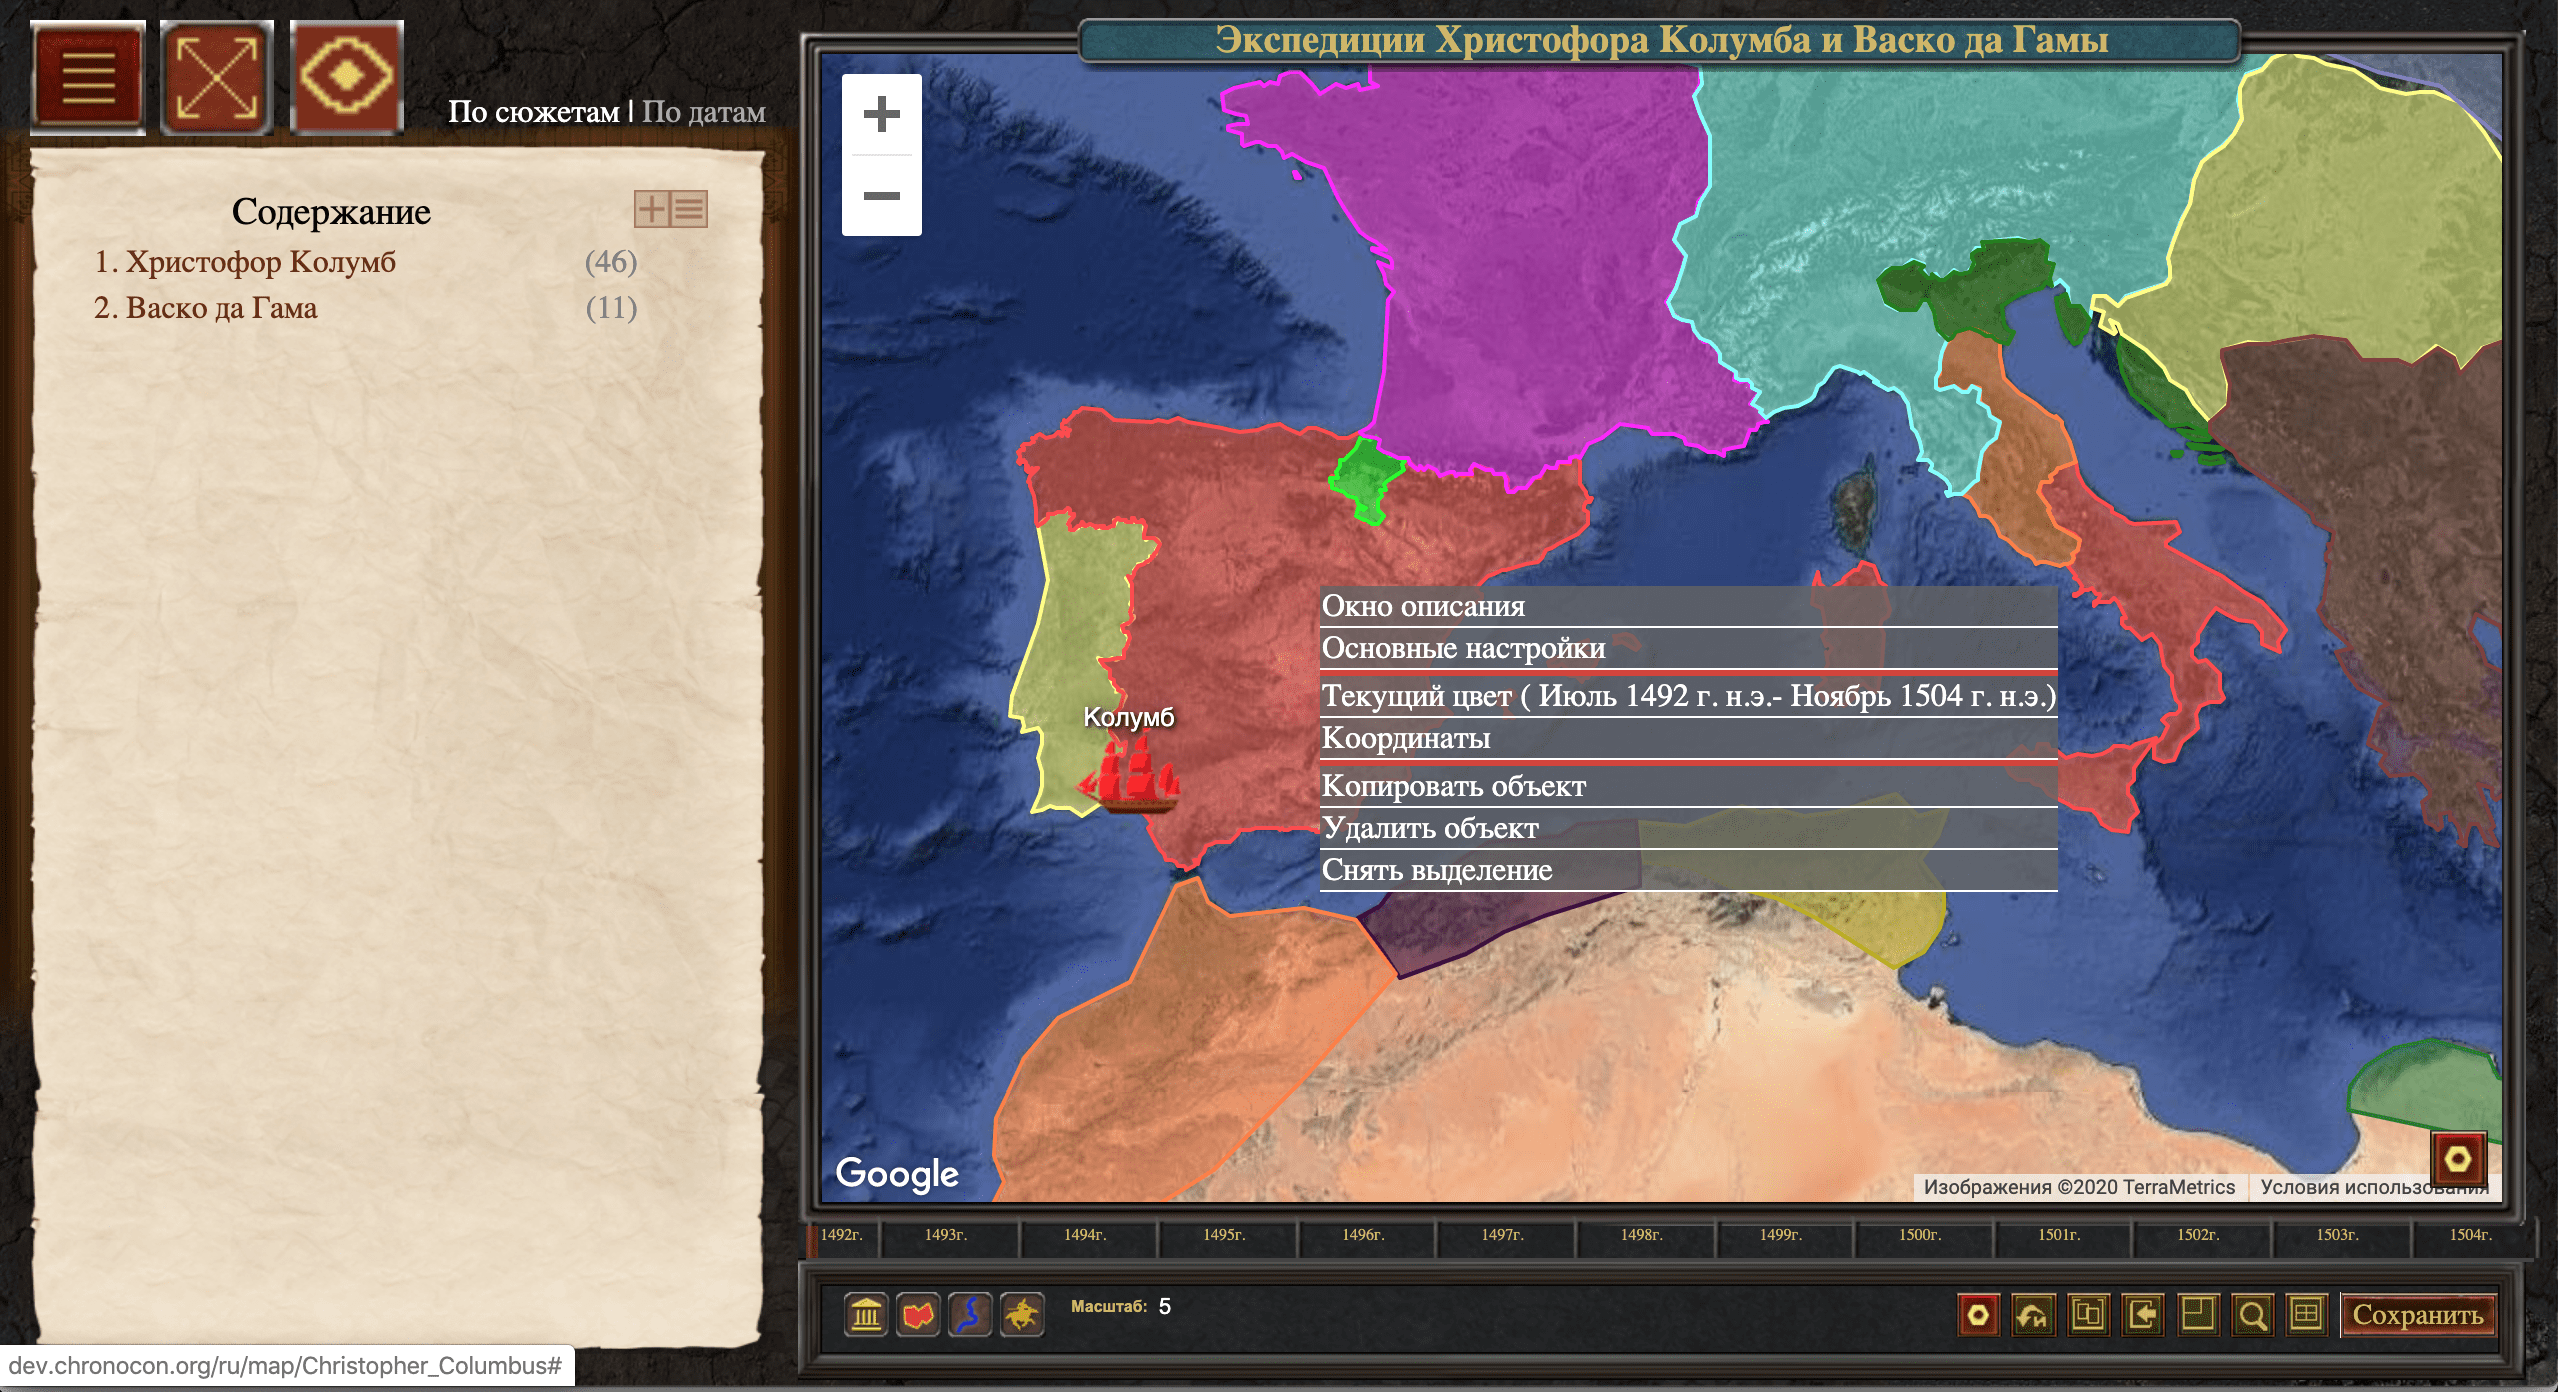 Экспедиции Христофора Колумба и Васко да Гамы
По сюжетам | По датам
Содержание
1. Христофор Колумб (46)
2. Васко да Гама (11)
Окно описания
Основные настройки
Текущий цвет ( Июль 1492 г. н.э.- Ноябрь 1504 г. н.э.)
Координаты
Копировать объект
Удалить объект
Снять выделение
Колумб
Google
Изображения ©2020 TerraMetrics
Условия использования
1492г. 1493г. 1494г. 1495г. 1496г. 1497г. 1498г. 1499г. 1500г. 1501г. 1502г. 1503г. 1504г.
Масштаб: 5
Сохранить
dev.chronocon.org/ru/map/Christopher_Columbus#